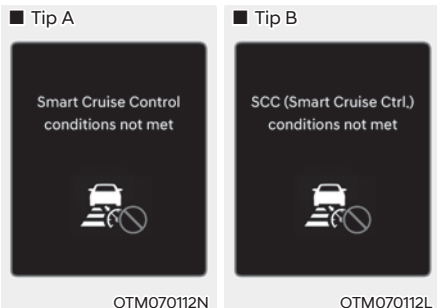 ■ Tip A
Smart Cruise Control
conditions not met
OTM070112N
■ Tip B
SCC (Smart Cruise Ctrl.)
conditions not met
OTM070112L